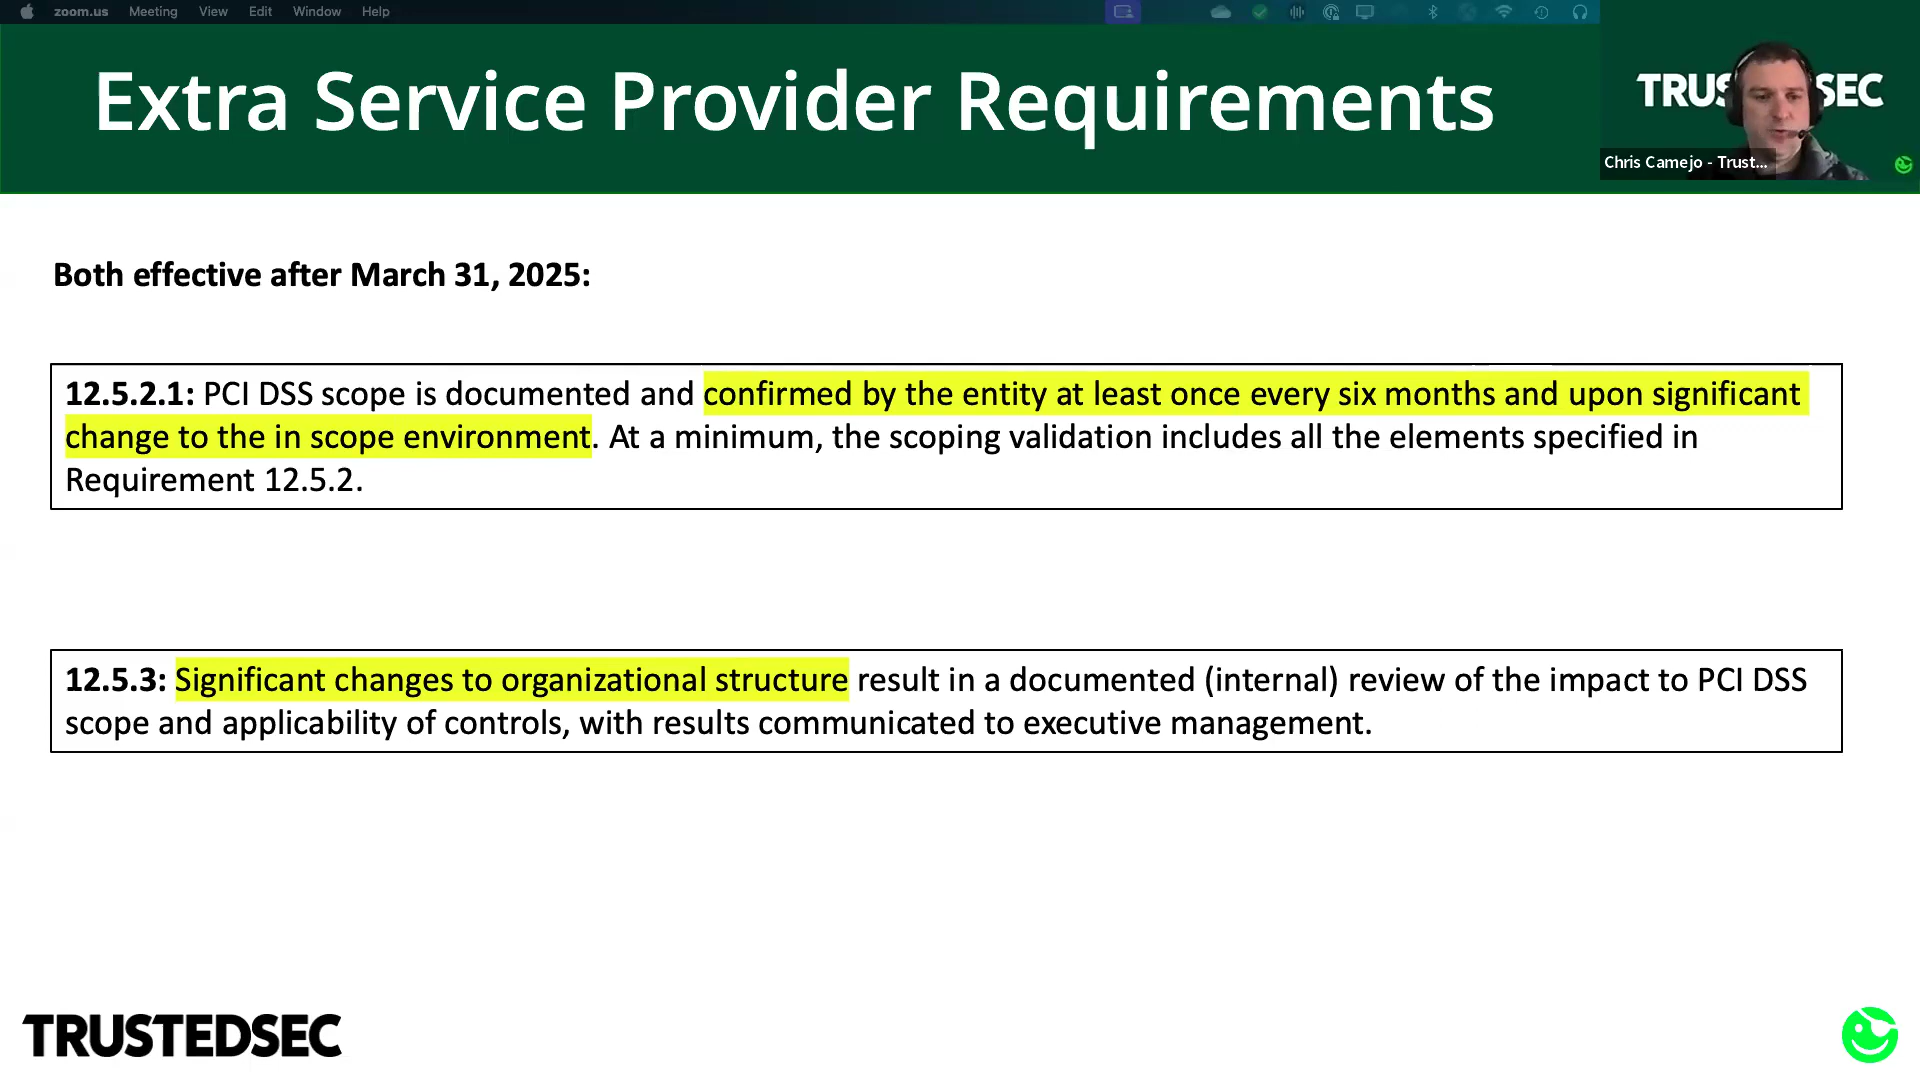 zoom.us Meeting View Edit Window Help
Extra Service Provider Requirements
TRUS SEC
Chris Camejo - Trust...
Both effective after March 31, 2025:
12.5.2.1: PCI DSS scope is documented and confirmed by the entity at least once every six months and upon significant
change to the in scope environment. At a minimum, the scoping validation includes all the elements specified in
Requirement 12.5.2.
12.5.3: Significant changes to organizational structure result in a documented (internal) review of the impact to PCI DSS
scope and applicability of controls, with results communicated to executive management.
TRUSTEDSEC